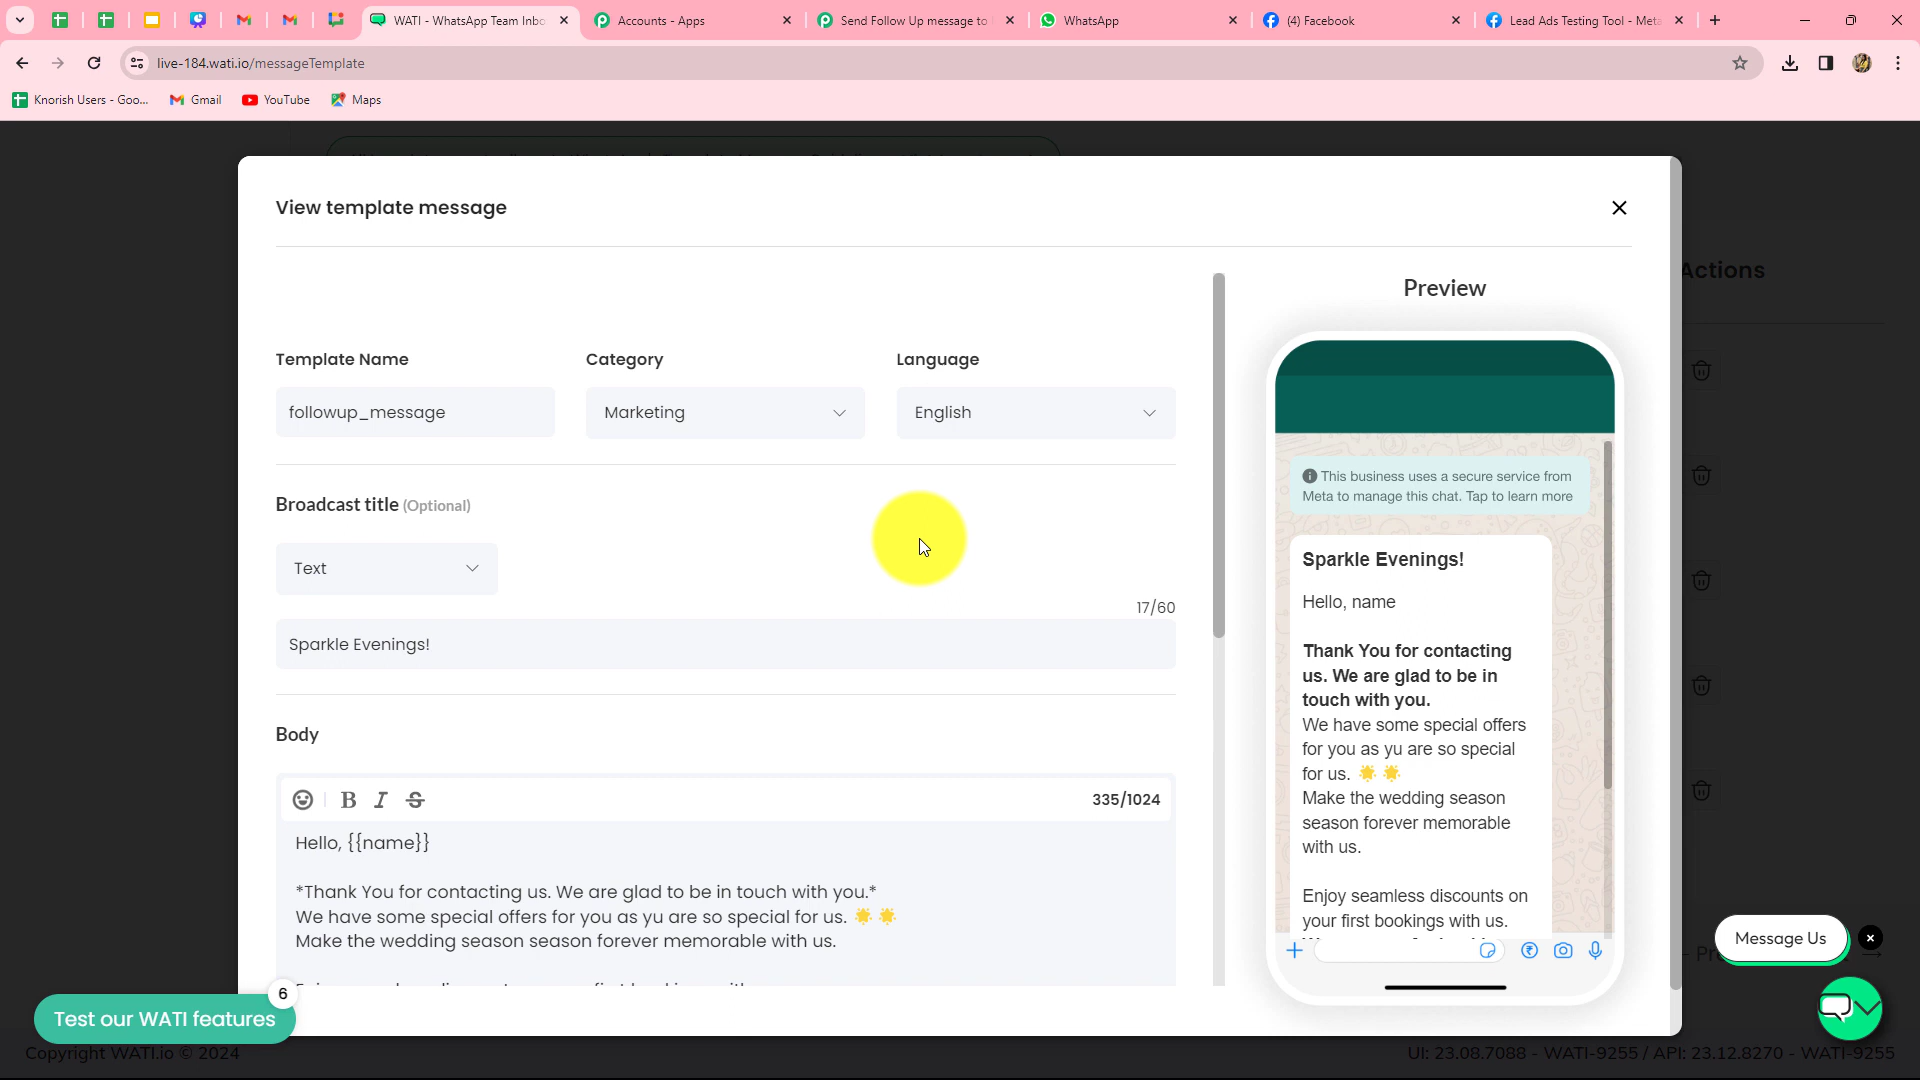 WATI - WhatsApp Team Inbo
Accounts - Apps
Send Follow Up message to
WhatsApp
(4) Facebook
Lead Ads Testing Tool - Meta
live-184.wati.io/messageTemplate
Knorish Users - Goo...
Gmail
YouTube
Maps
View template message
Actions
Preview
Template Name
Category
Language
followup_message
Marketing
English
Broadcast title (Optional)
Text
17/60
Sparkle Evenings!
Body
335/1024
Hello, {{name}}
*Thank You for contacting us. We are glad to be in touch with you.*
We have some special offers for you as yu are so special for us. 🌟 🌟
Make the wedding season season forever memorable with us.
This business uses a secure service from
Meta to manage this chat. Tap to learn more
Sparkle Evenings!
Hello, name
Thank You for contacting
us. We are glad to be in
touch with you.
We have some special offers
for you as yu are so special
for us. 🌟 🌟
Make the wedding season
season forever memorable
with us.
Enjoy seamless discounts on
your first bookings with us.
Message Us
6
Test our WATI features
Copyright WATI.io © 2024
UI: 23.08.7088 - WATI-9255 / API: 23.12.8270 - WATI-9255